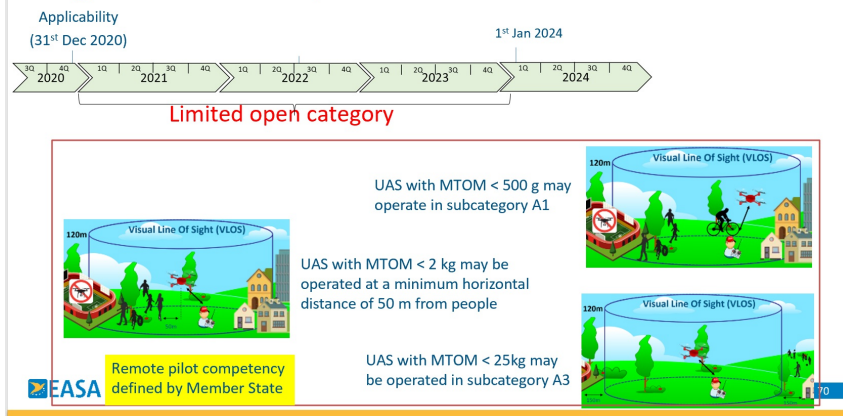 Applicability
(31st Dec 2020)
1st Jan 2024
3Q 4Q 1Q 2Q 3Q 4Q 1Q 2Q 3Q 4Q 1Q 2Q 3Q 4Q 1Q 2Q 3Q 4Q
2020 2021 2022 2023 2024
Limited open category
UAS with MTOM < 500 g may
operate in subcategory A1
120m
Visual Line Of Sight (VLOS)
120m
Visual Line Of Sight (VLOS)
50m
UAS with MTOM < 2 kg may be
operated at a minimum horizontal
distance of 50 m from people
UAS with MTOM < 25kg may
be operated in subcategory A3
120m
Visual Line Of Sight (VLOS)
150m
Remote pilot competency
defined by Member State
EASA
70